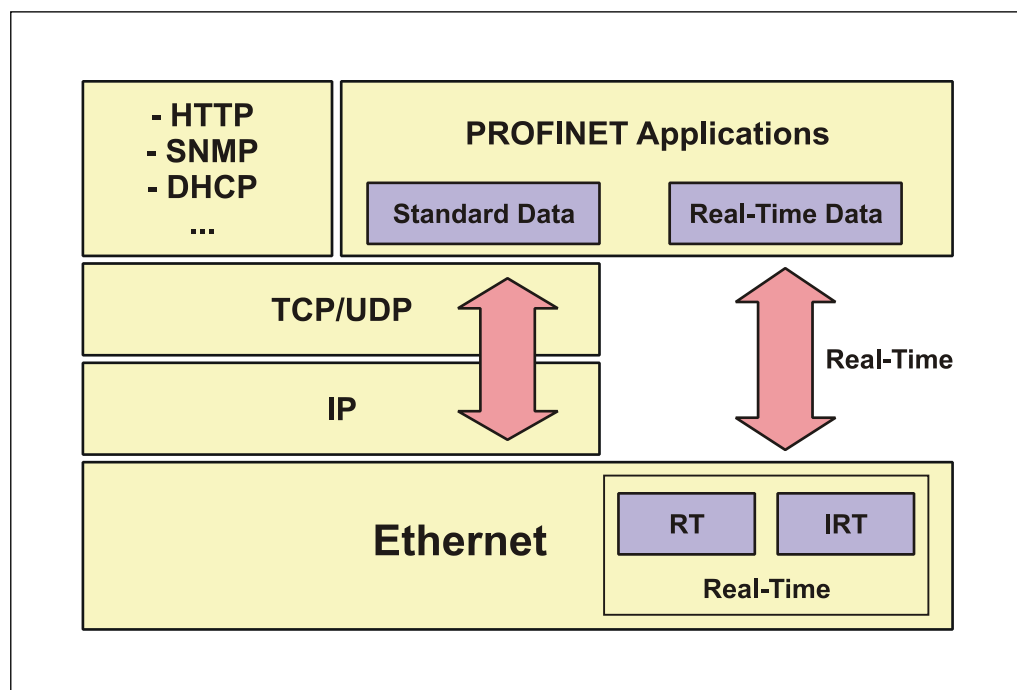 - HTTP
- SNMP
- DHCP
...
PROFINET Applications
Standard Data
Real-Time Data
TCP/UDP
Real-Time
IP
Ethernet
RT
IRT
Real-Time